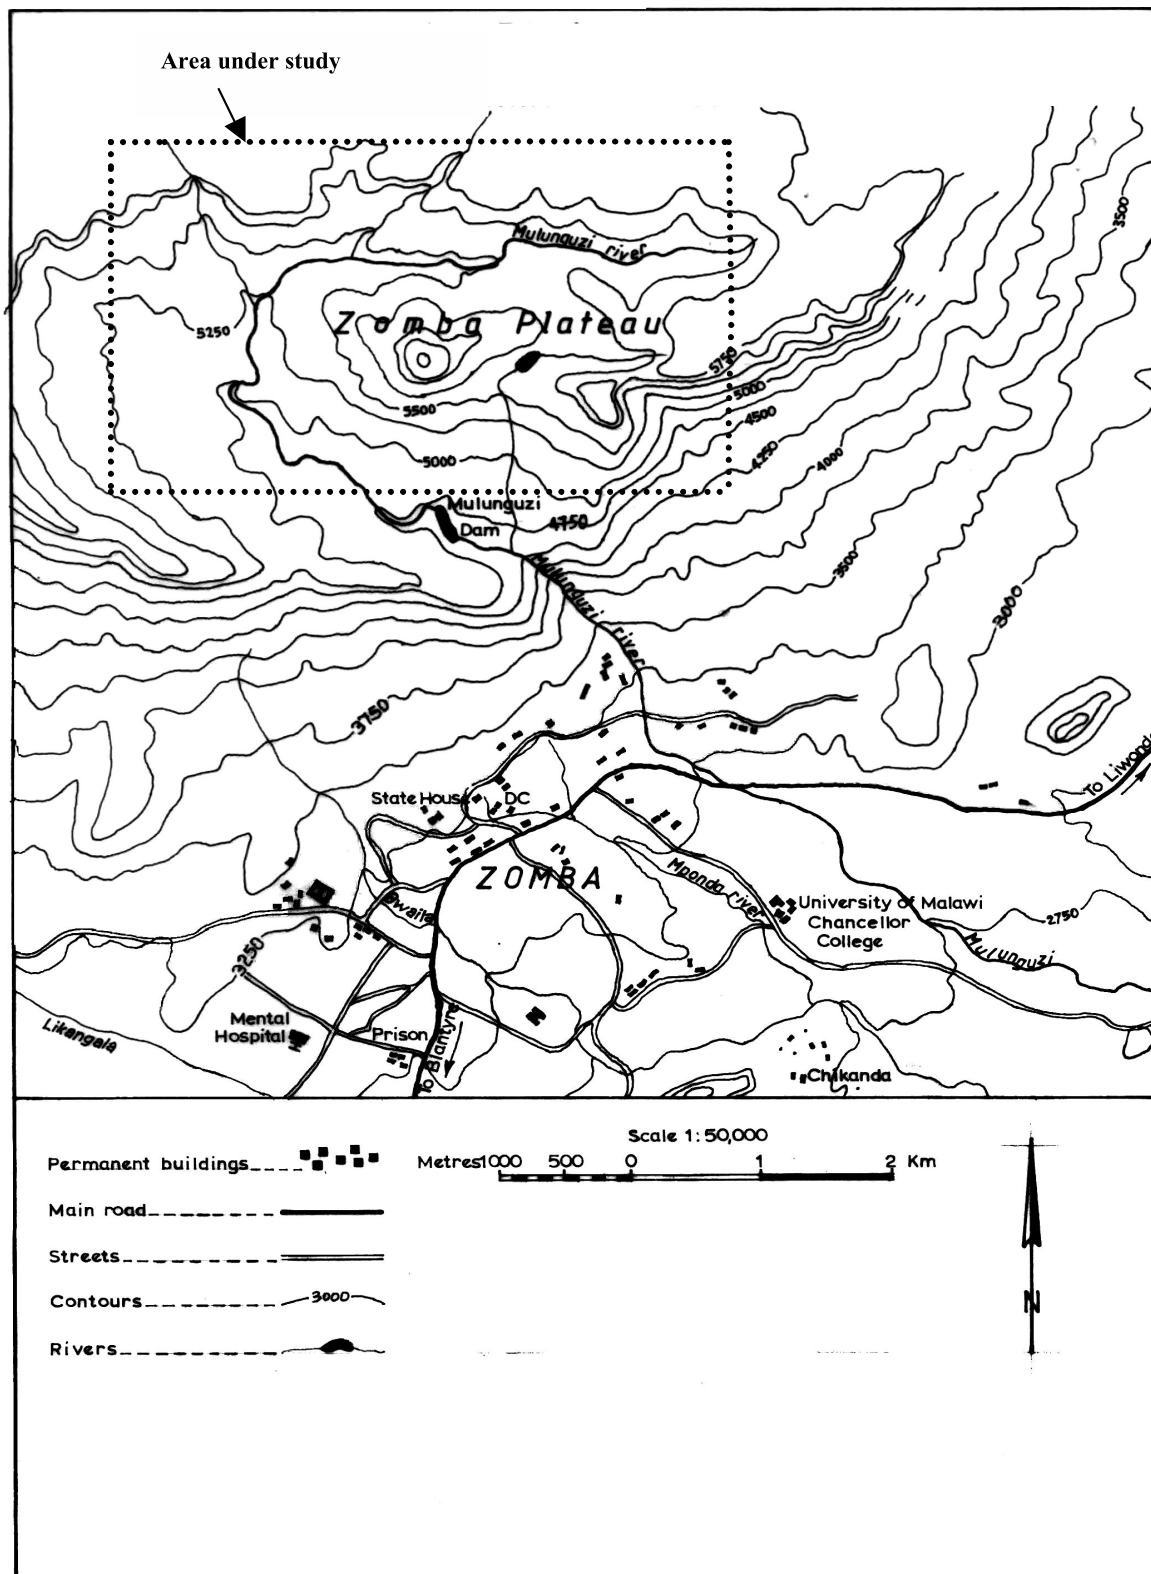 Area under study
3500
Mulunguzi river
5250
Zomba Plateau
5750
5000
5500
4500
5000
4250
4000
Mulunguzi
Dam
4750
3500
Mulunguzi river
3000
3750
To Liwonde
State House
DC
ZOMBA
Mponda river
Bwaila
University of Malawi
Chancellor
College
2750
Mulunguzi
3250
Likangala
Mental
Hospital
Prison
To Blantyre
Chikanda
Scale 1:50,000
Permanent buildings
Metres 1000 500 0 1 2 Km
Main road
Streets
Contours 3000
Rivers
N